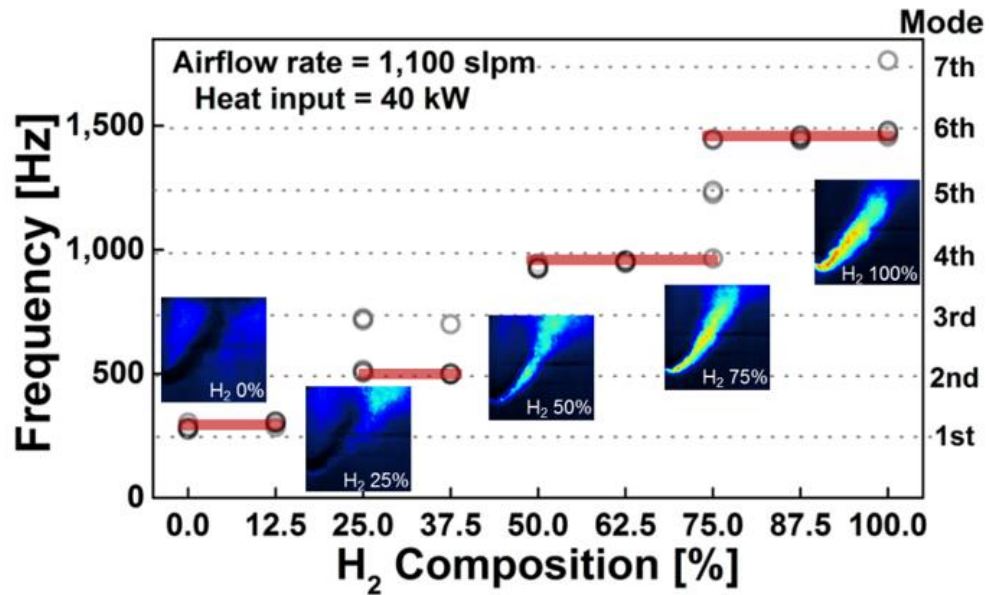 Mode
Airflow rate = 1,100 slpm
Heat input = 40 kW
Frequency [Hz]
1,500
1,000
500
0
7th
6th
5th
4th
3rd
2nd
1st
H₂ 0%
H₂ 25%
H₂ 50%
H₂ 75%
H₂ 100%
0.0 12.5 25.0 37.5 50.0 62.5 75.0 87.5 100.0
H₂ Composition [%]